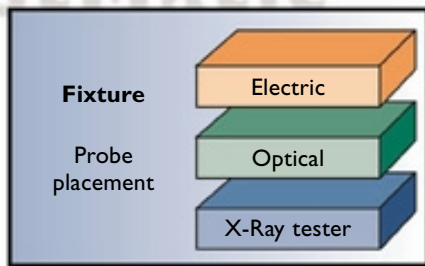 Fixture
Probe
placement
Electric
Optical
X-Ray tester